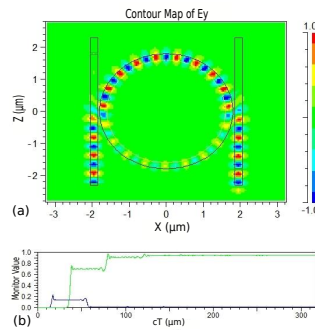 Contour Map of Ey
1.0
2
1
0
-1
-2
Z (μm)
-1.0
(a)
-3 -2 -1 0 1 2 3
X (μm)
Monitor Value
1.0
0.8
0.6
0.4
0.2
0.0
0 100 200 300
(b)
cT (μm)